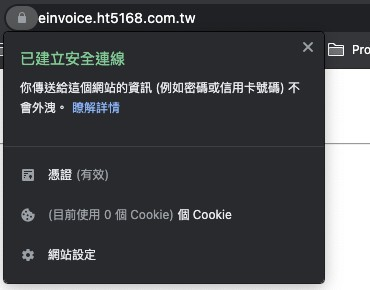 einvoice.ht5168.com.tw
Pro
已建立安全連線
你傳送給這個網站的資訊 (例如密碼或信用卡號碼) 不
會外洩。 瞭解詳情
憑證 (有效)
(目前使用 0 個 Cookie) 個 Cookie
網站設定